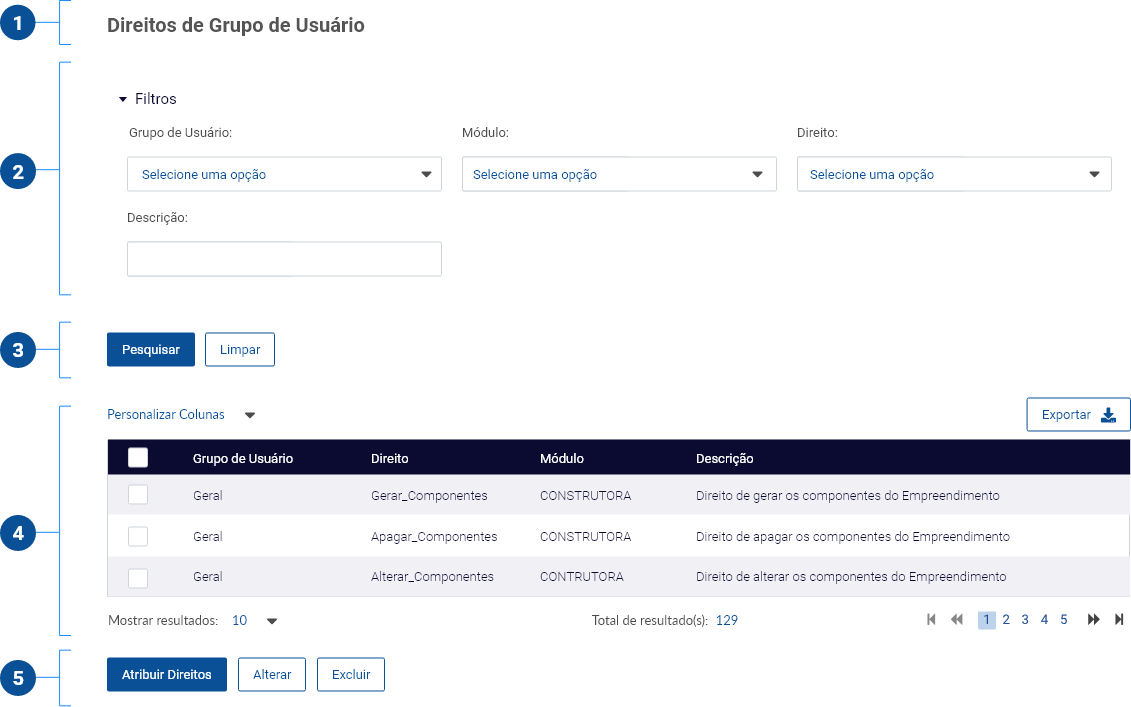 1
Direitos de Grupo de Usuário
2
Filtros
Grupo de Usuário: Módulo: Direito:
Selecione uma opção Selecione uma opção Selecione uma opção
Descrição:
3
Pesquisar Limpar
4
Personalizar Colunas Exportar
Grupo de Usuário Direito Módulo Descrição
Geral Gerar_Componentes CONSTRUTORA Direito de gerar os componentes do Empreendimento
Geral Apagar_Componentes CONSTRUTORA Direito de apagar os componentes do Empreendimento
Geral Alterar_Componentes CONTRUTORA Direito de alterar os componentes do Empreendimento
Mostrar resultados: 10 Total de resultado(s): 129 1 2 3 4 5
5
Atribuir Direitos Alterar Excluir